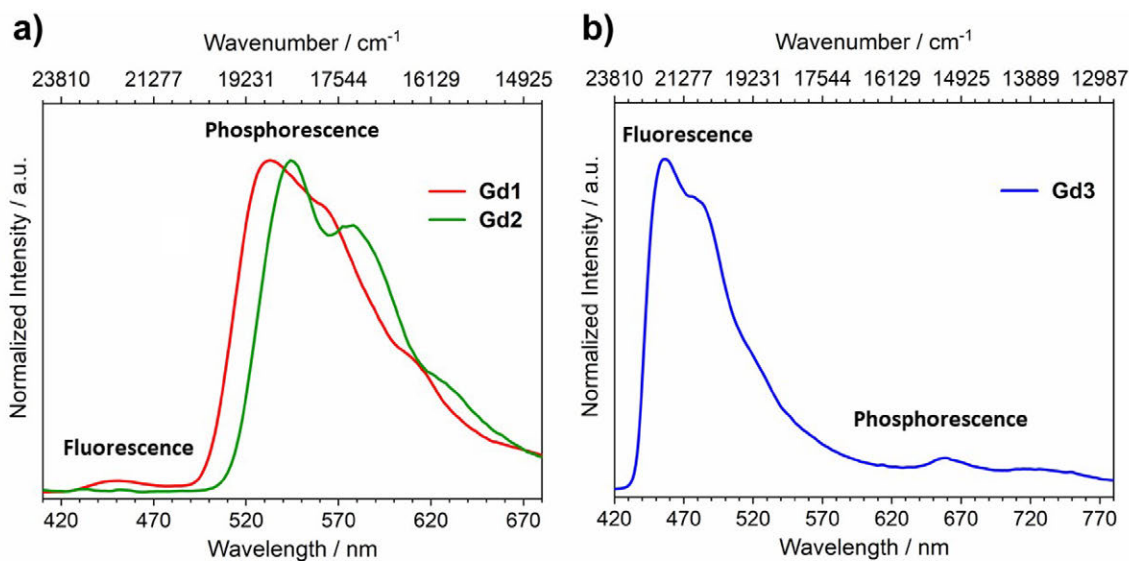 a)
Wavenumber / cm⁻¹
23810 21277 19231 17544 16129 14925
Phosphorescence
Gd1
Gd2
Fluorescence
Normalized Intensity / a.u.
420 470 520 570 620 670
Wavelength / nm
b)
Wavenumber / cm⁻¹
23810 21277 19231 17544 16129 14925 13889 12987
Fluorescence
Gd3
Phosphorescence
Normalized Intensity / a.u.
420 470 520 570 620 670 720 770
Wavelength / nm